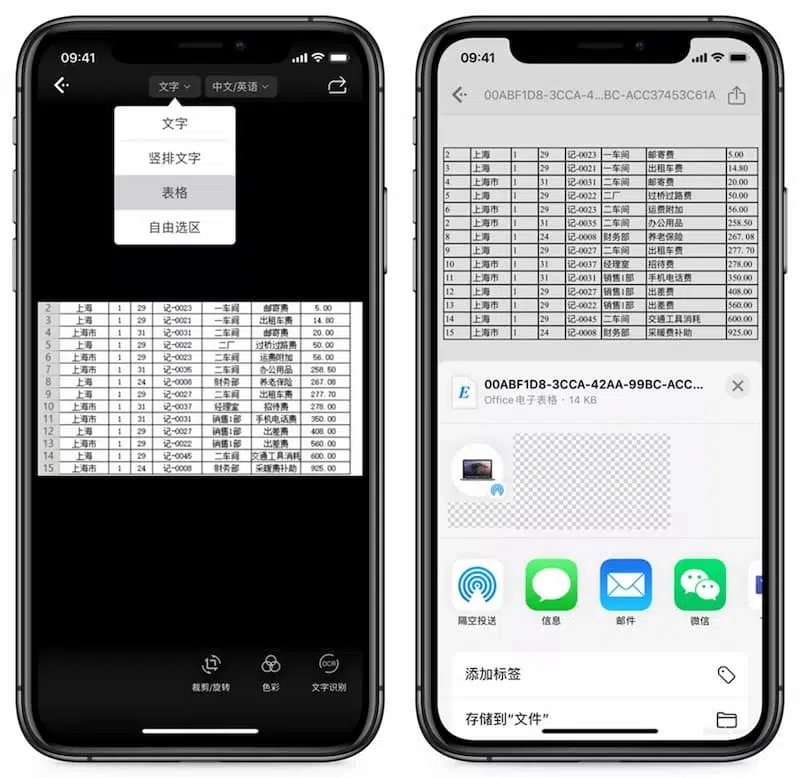 09:41
文字 中文/英语
文字
竖排文字
表格
自由选区
2 上海 1 29 记-0023 一车间 邮寄费 5.00
3 上海 1 29 记-0021 一车间 出租车费 14.80
4 上海市 1 31 记-0031 二车间 邮寄费 20.00
5 上海 1 29 记-0022 二厂 过桥过路费 50.00
6 上海市 1 29 记-0023 二车间 运费附加 56.00
7 上海市 1 31 记-0035 二车间 办公用品 258.50
8 上海 1 24 记-0008 财务部 养老保险 267.08
9 上海 1 29 记-0027 二车间 出租车费 277.70
10 上海市 1 31 记-0037 经理室 招待费 278.00
11 上海市 1 31 记-0031 销售1部 手机电话费 350.00
12 上海 1 29 记-0027 销售1部 出差费 408.00
13 上海市 1 29 记-0022 销售1部 出差费 560.00
14 上海 1 29 记-0045 二车间 交通工具消耗 600.00
15 上海市 1 24 记-0008 财务部 采暖费补助 925.00
裁剪/旋转 色彩 OCR 文字识别
09:41
00ABF1D8-3CCA-4...BC-ACC37453C61A
2 上海 1 29 记-0023 一车间 邮寄费 5.00
3 上海 1 29 记-0021 一车间 出租车费 14.80
4 上海市 1 31 记-0031 二车间 邮寄费 20.00
5 上海 1 29 记-0022 二厂 过桥过路费 50.00
6 上海市 1 29 记-0023 二车间 运费附加 56.00
2 上海市 1 31 记-0035 二车间 办公用品 258.50
8 上海 1 24 记-0008 财务部 养老保险 267.08
9 上海 1 29 记-0027 二车间 出租车费 277.70
10 上海市 1 31 记-0037 经理室 招待费 278.00
11 上海市 1 31 记-0031 销售1部 手机电话费 350.00
12 上海 1 29 记-0027 销售1部 出差费 408.00
13 上海市 1 29 记-0022 销售1部 出差费 560.00
14 上海 1 29 记-0045 二车间 交通工具消耗 600.00
15 上海市 1 24 记-0008 财务部 采暖费补助 925.00
E 00ABF1D8-3CCA-42AA-99BC-ACC...
Office 电子表格 · 14 KB
隔空投送 信息 邮件 微信
添加标签
存储到“文件”